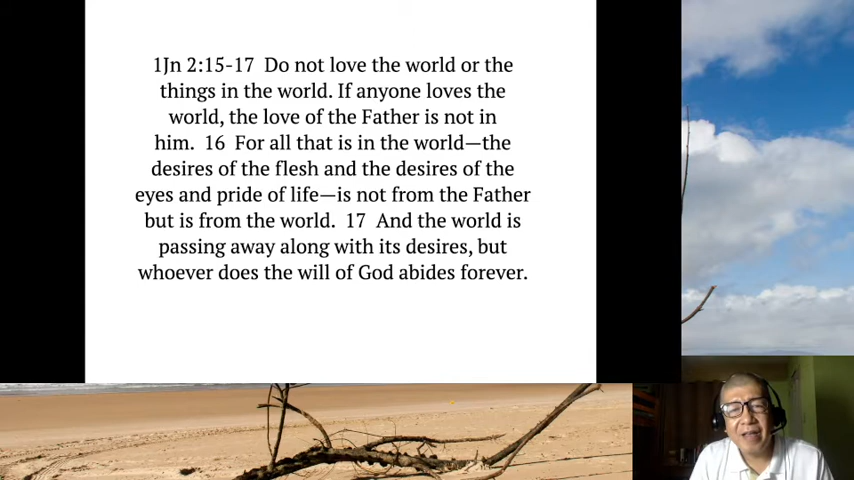 1Jn 2:15-17 Do not love the world or the
things in the world. If anyone loves the
world, the love of the Father is not in
him. 16 For all that is in the world—the
desires of the flesh and the desires of the
eyes and pride of life—is not from the Father
but is from the world. 17 And the world is
passing away along with its desires, but
whoever does the will of God abides forever.